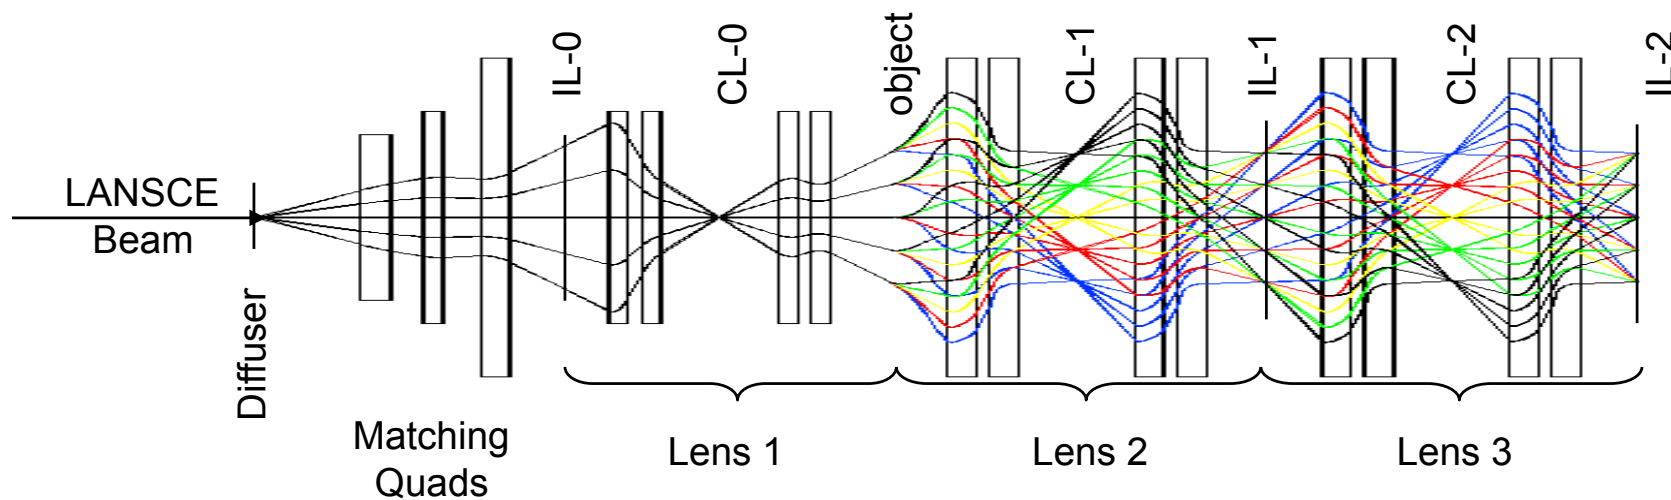 LANSCE
Beam
Diffuser
Matching
Quads
IL-0
CL-0
object
CL-1
IL-1
CL-2
IL-2
Lens 1
Lens 2
Lens 3